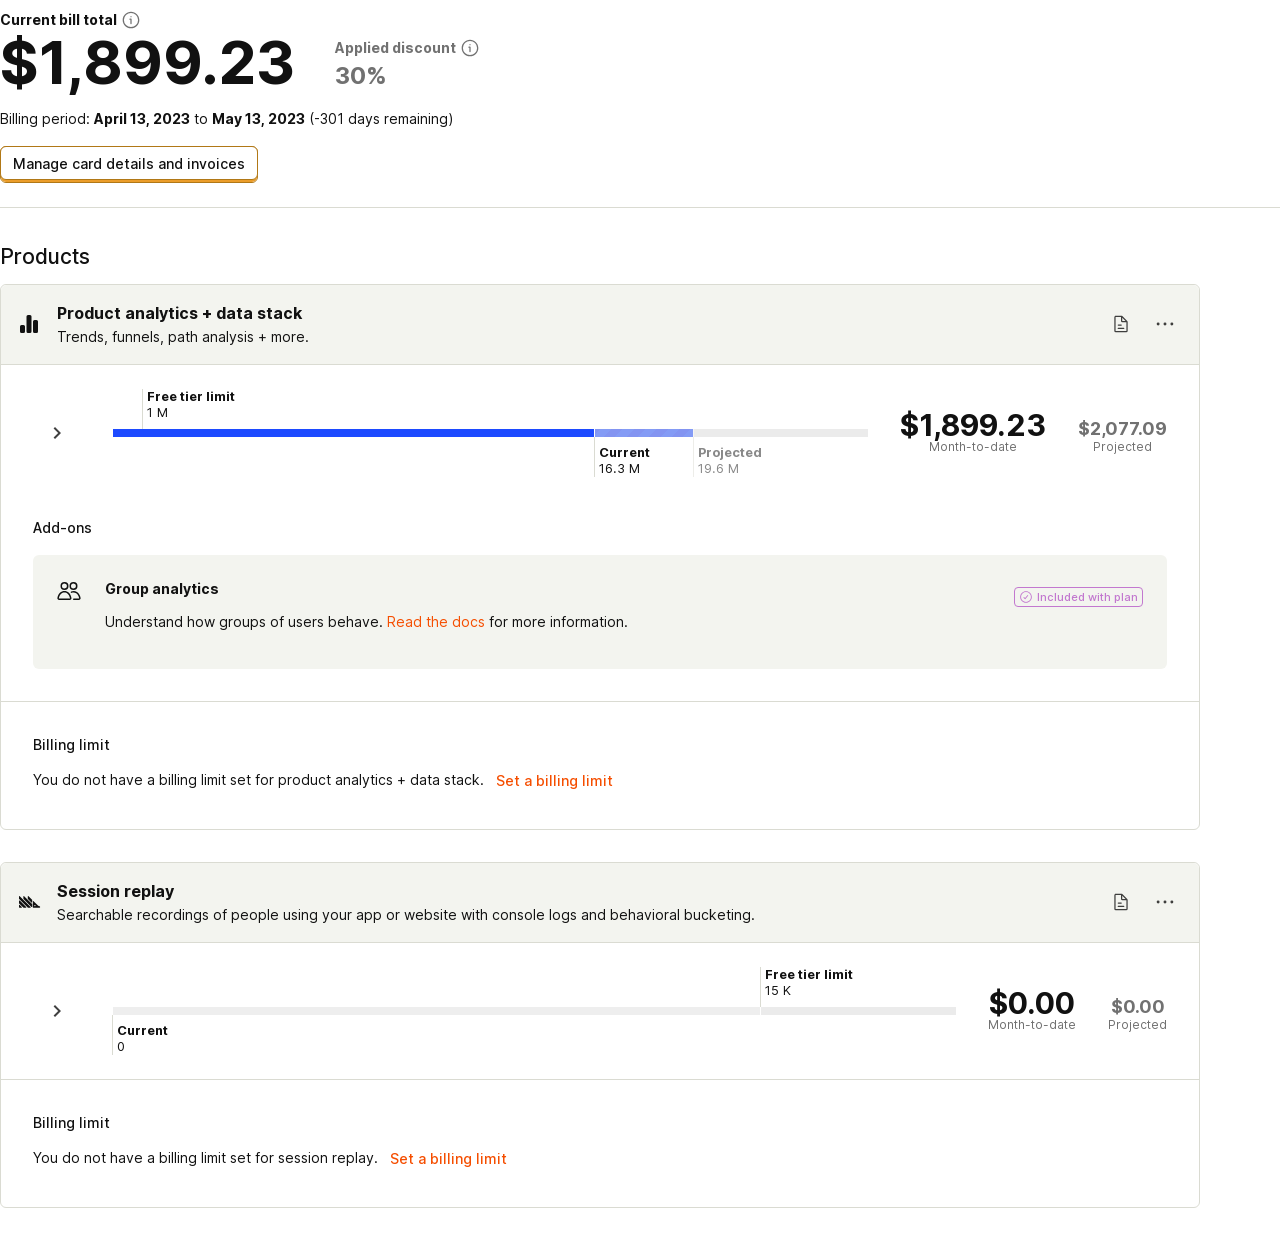 Current bill total
$1,899.23
Applied discount
30%
Billing period: April 13, 2023 to May 13, 2023 (-301 days remaining)
Manage card details and invoices
Products
Product analytics + data stack
Trends, funnels, path analysis + more.
Free tier limit
1 M
Current
16.3 M
Projected
19.6 M
$1,899.23
Month-to-date
$2,077.09
Projected
Add-ons
Group analytics
Included with plan
Understand how groups of users behave. Read the docs for more information.
Billing limit
You do not have a billing limit set for product analytics + data stack. Set a billing limit
Session replay
Searchable recordings of people using your app or website with console logs and behavioral bucketing.
Free tier limit
15 K
Current
0
$0.00
Month-to-date
$0.00
Projected
Billing limit
You do not have a billing limit set for session replay. Set a billing limit